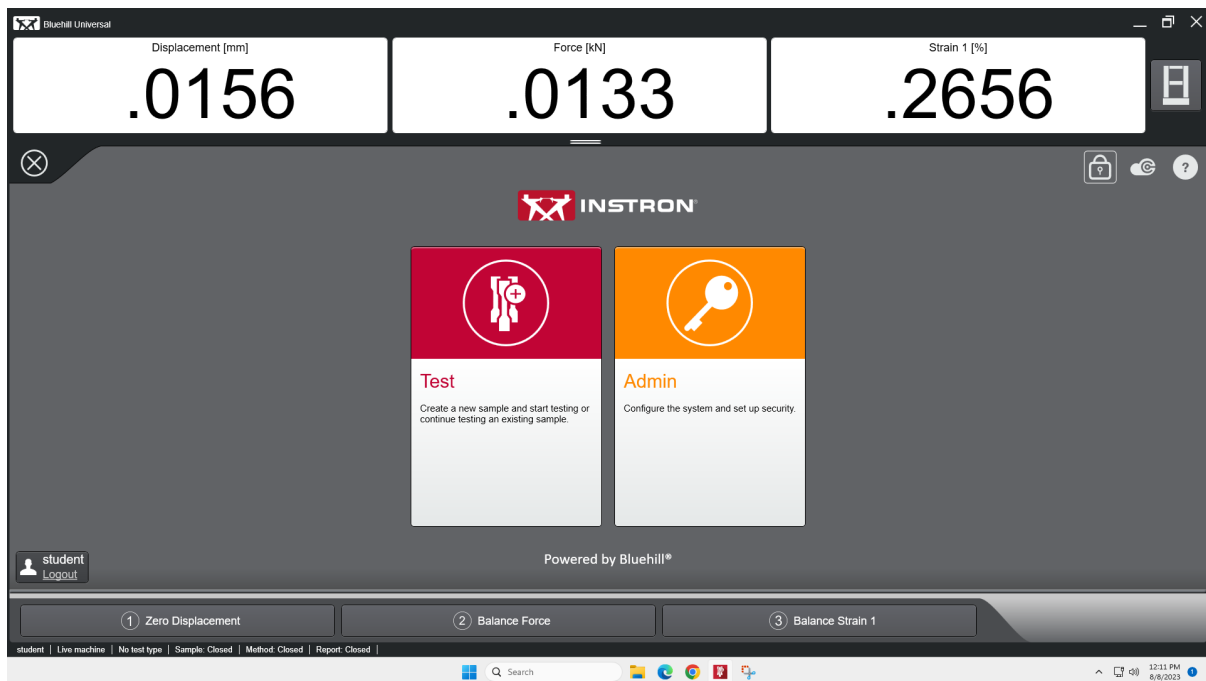 Bluehill Universal
Displacement [mm]
.0156
Force [kN]
.0133
Strain 1 [%]
.2656
?
INSTRON®
Test
Create a new sample and start testing or
continue testing an existing sample.
Admin
Configure the system and set up security.
student
Logout
Powered by Bluehill®
1 Zero Displacement
2 Balance Force
3 Balance Strain 1
student | Live machine | No test type | Sample: Closed | Method: Closed | Report: Closed |
Search
12:11 PM
8/8/2023
1